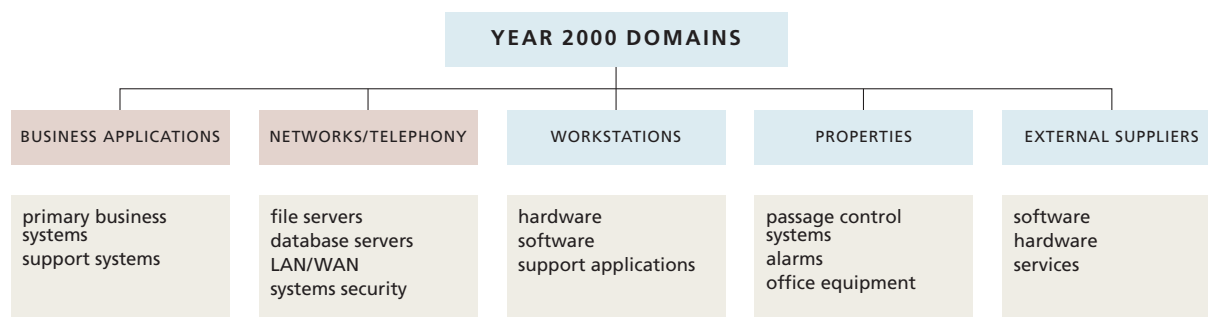 YEAR 2000 DOMAINS
BUSINESS APPLICATIONS
NETWORKS/TELEPHONY
WORKSTATIONS
PROPERTIES
EXTERNAL SUPPLIERS
primary business
systems
support systems
file servers
database servers
LAN/WAN
systems security
hardware
software
support applications
passage control
systems
alarms
office equipment
software
hardware
services